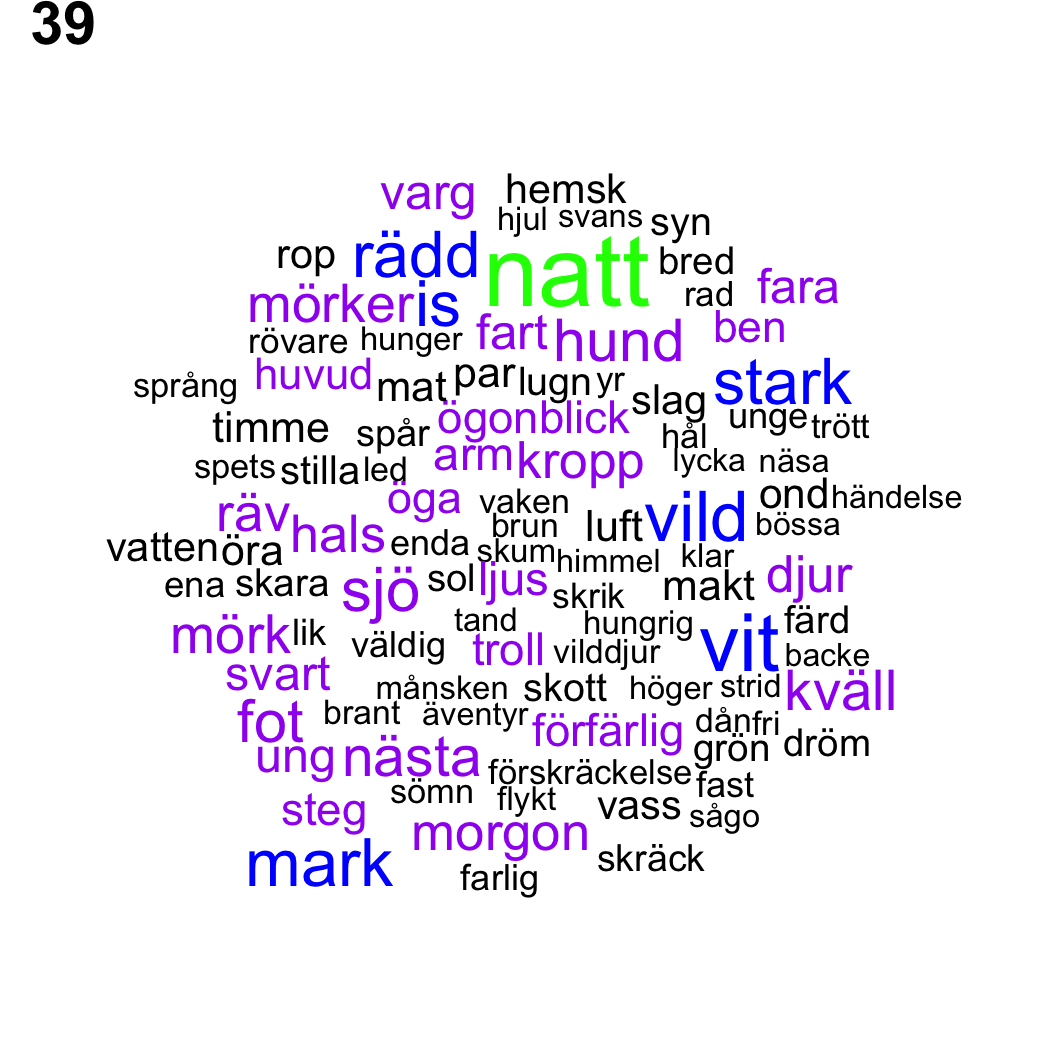 39
varg hemsk
hjul svans syn
rop rädd natt bred
mörker is rad fara
rövare hunger fart hund ben
språng huvud mat par lugn yr slag stark
timme spår ögonblick hål unge trött
spets stilla led arm kropp lycka näsa
räv hals öga vaken brun luft vild ond händelse
bössa
vatten öra enda skum himmel klar
ena skara sjö sol ljus skrik makt djur
mörk lik väldig tand troll hungrig vilddjur vit färd
backe
svart månsken skott höger strid kväll
fot brant äventyr förfärlig dån fri
ung nästa förskräckelse grön dröm
steg sömn flykt vass fast
sågo
mark morgon farlig skräck